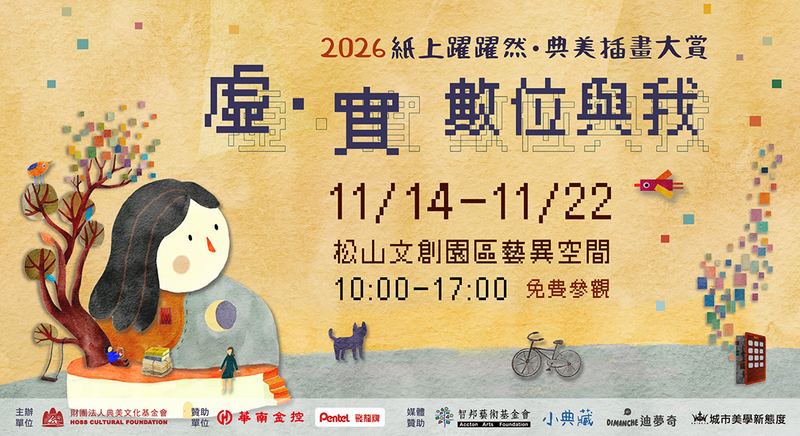 2026紙上躍躍然・典美插畫大賞
虛・實 數位與我
11/14–11/22
松山文創園區藝異空間
10:00–17:00 免費參觀
主辦單位 財團法人典美文化基金會 HOSS CULTURAL FOUNDATION 贊助單位 華南金控 Pentel 飛龍牌 媒體贊助 智邦藝術基金會 Accton Arts Foundation 小典藏 DIMANCHE 迪夢奇 城市美學新態度